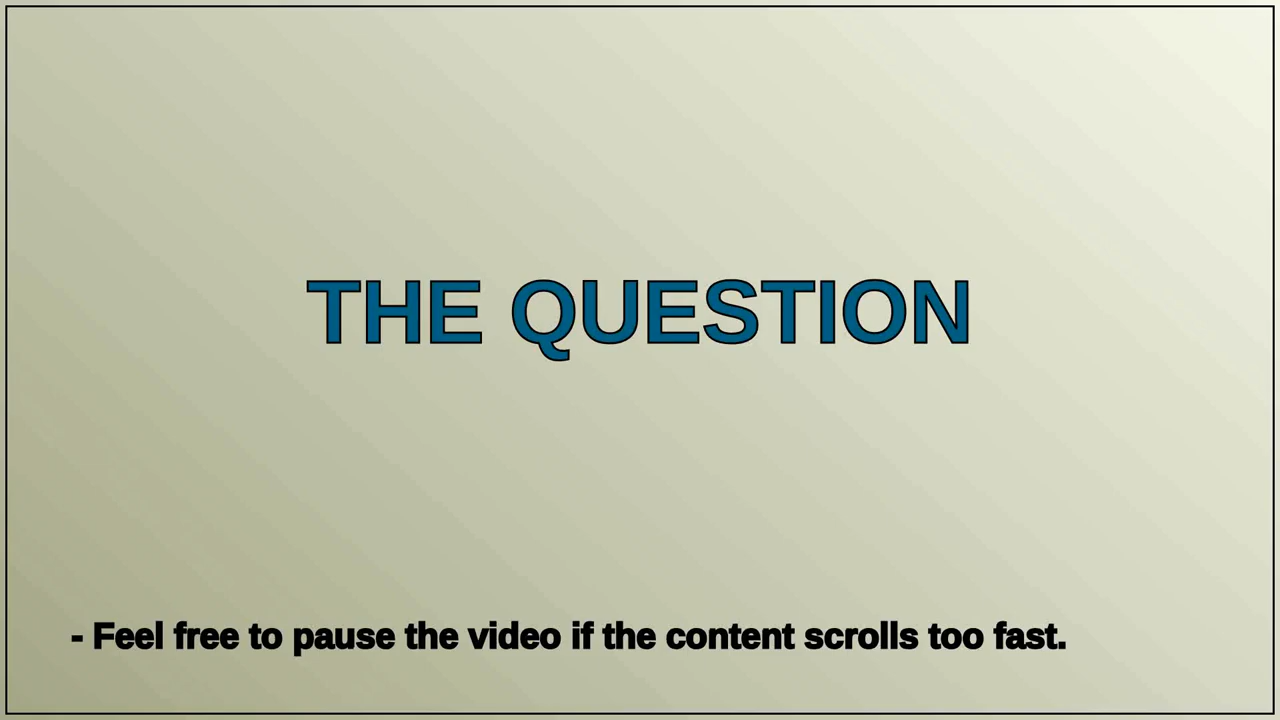 THE QUESTION
- Feel free to pause the video if the content scrolls too fast.